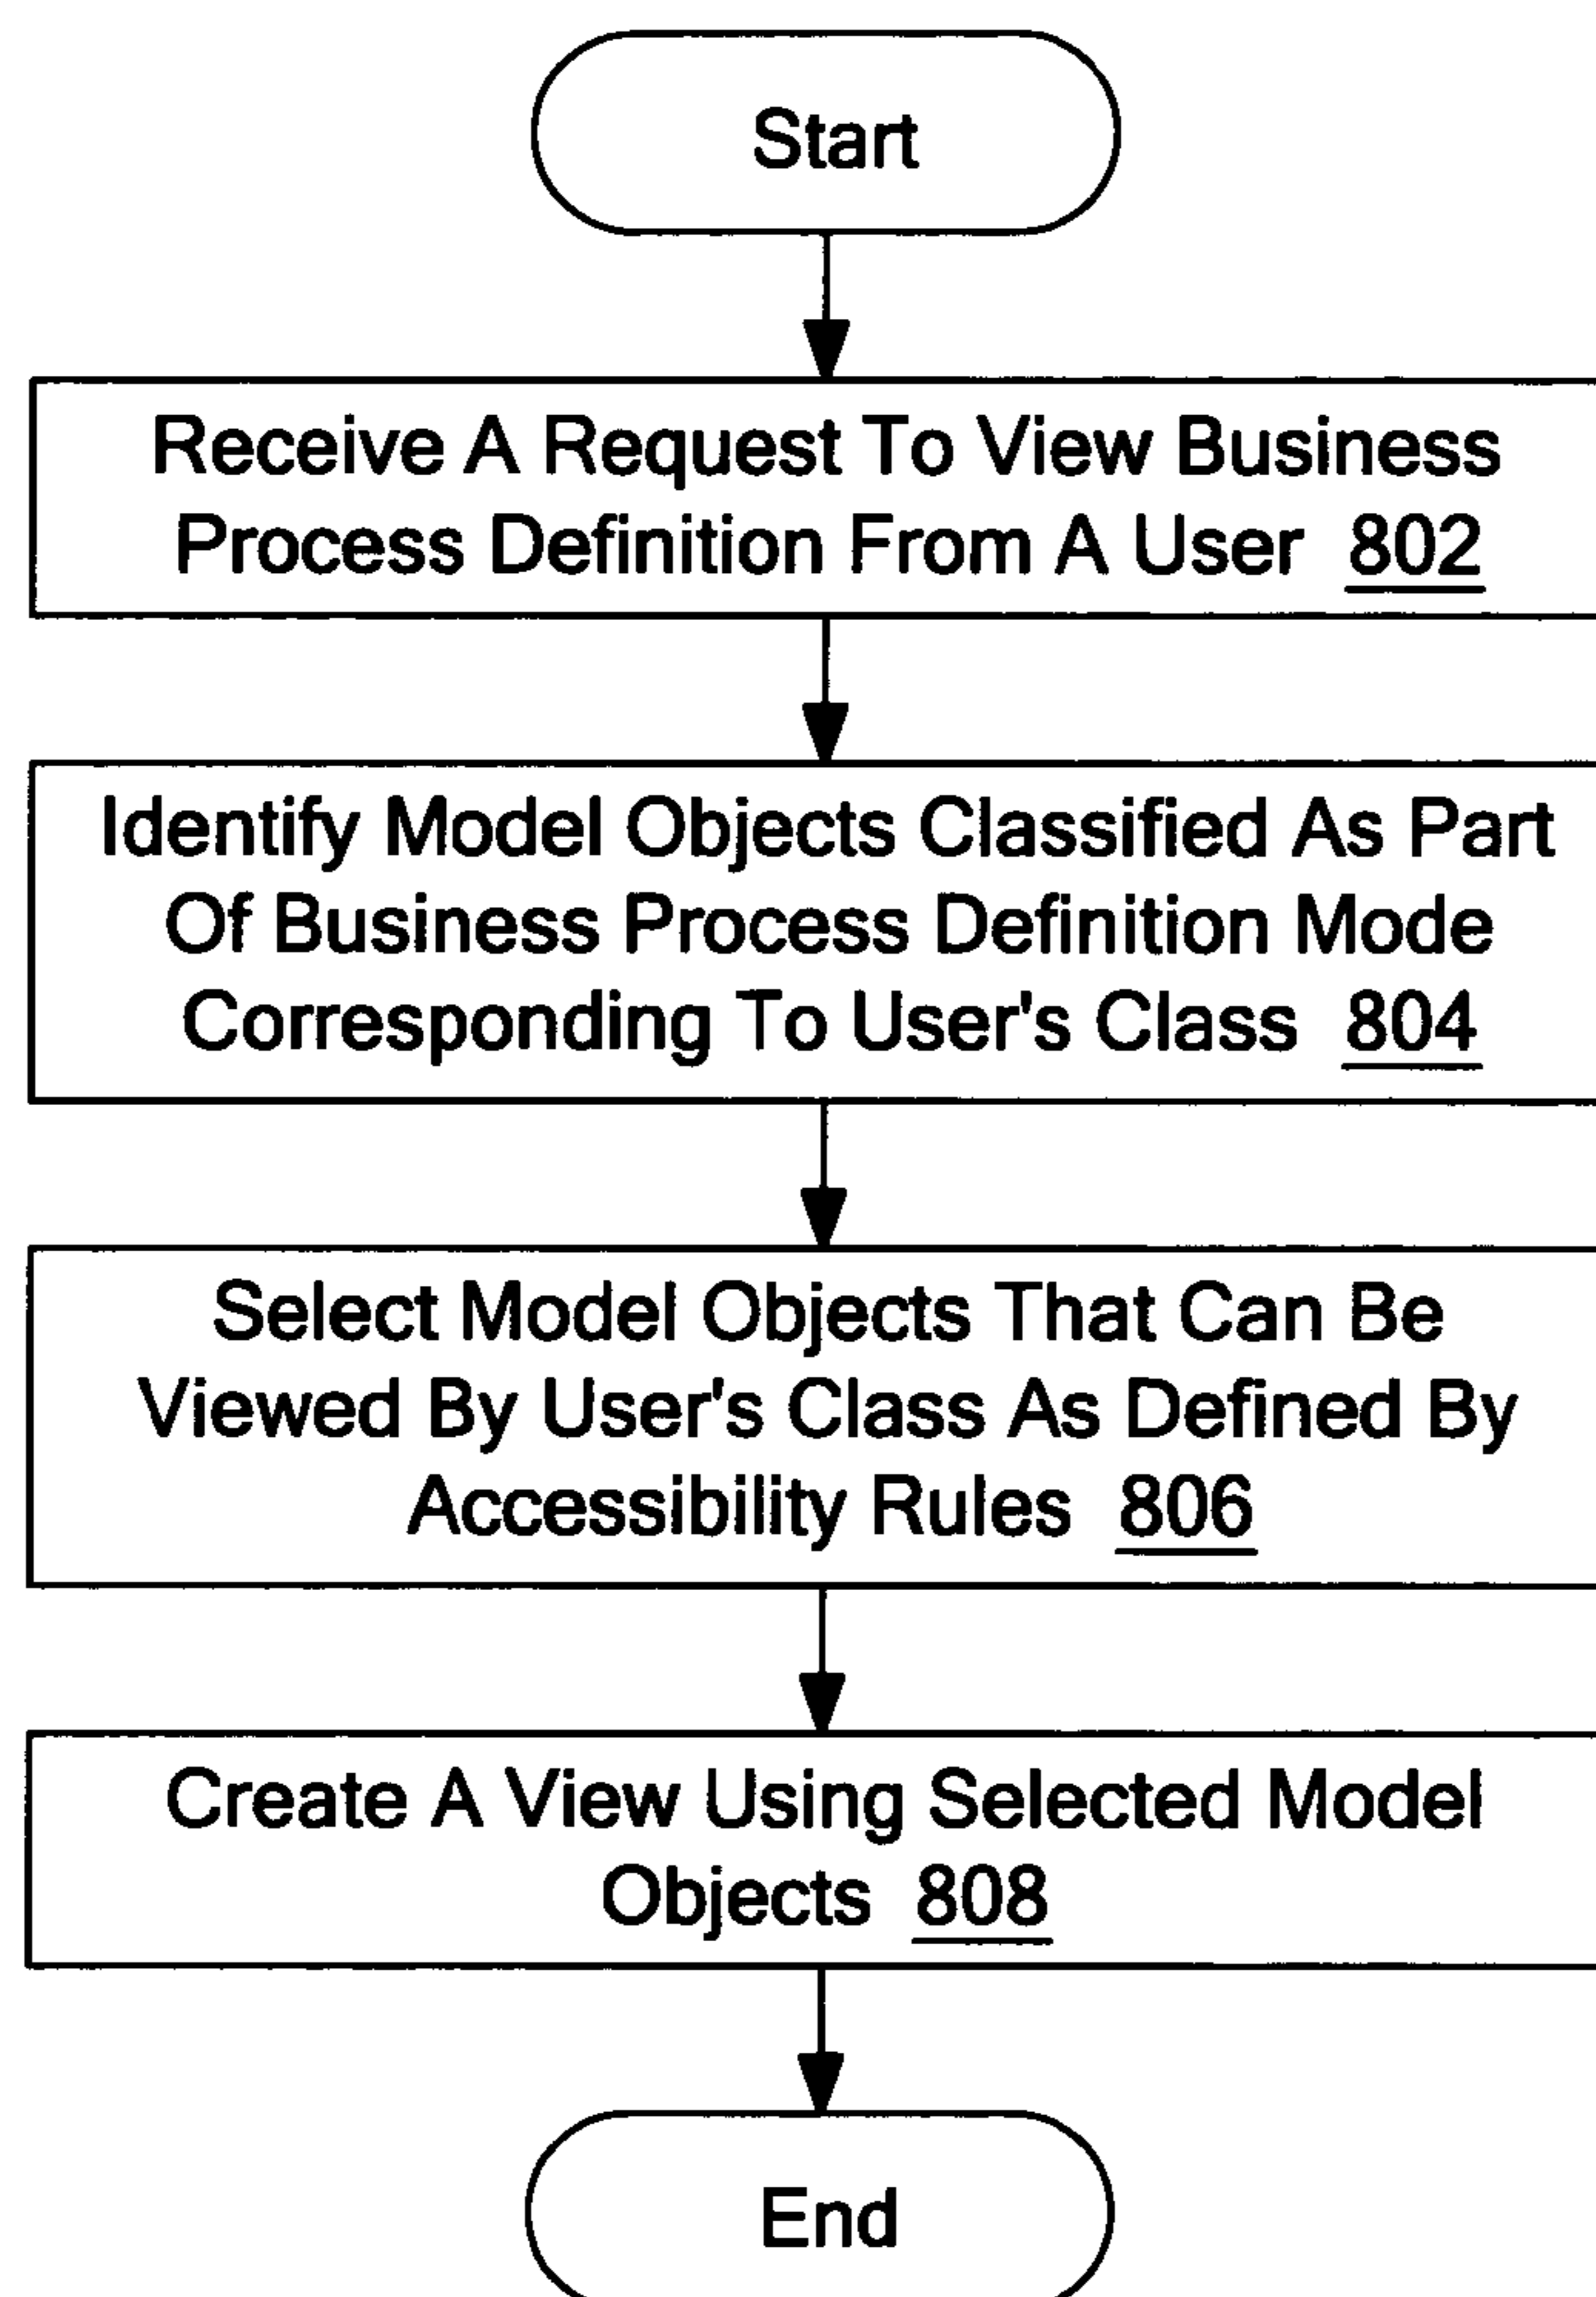 Start
Receive A Request To View Business
Process Definition From A User 802
Identify Model Objects Classified As Part
Of Business Process Definition Mode
Corresponding To User's Class 804
Select Model Objects That Can Be
Viewed By User's Class As Defined By
Accessibility Rules 806
Create A View Using Selected Model
Objects 808
End